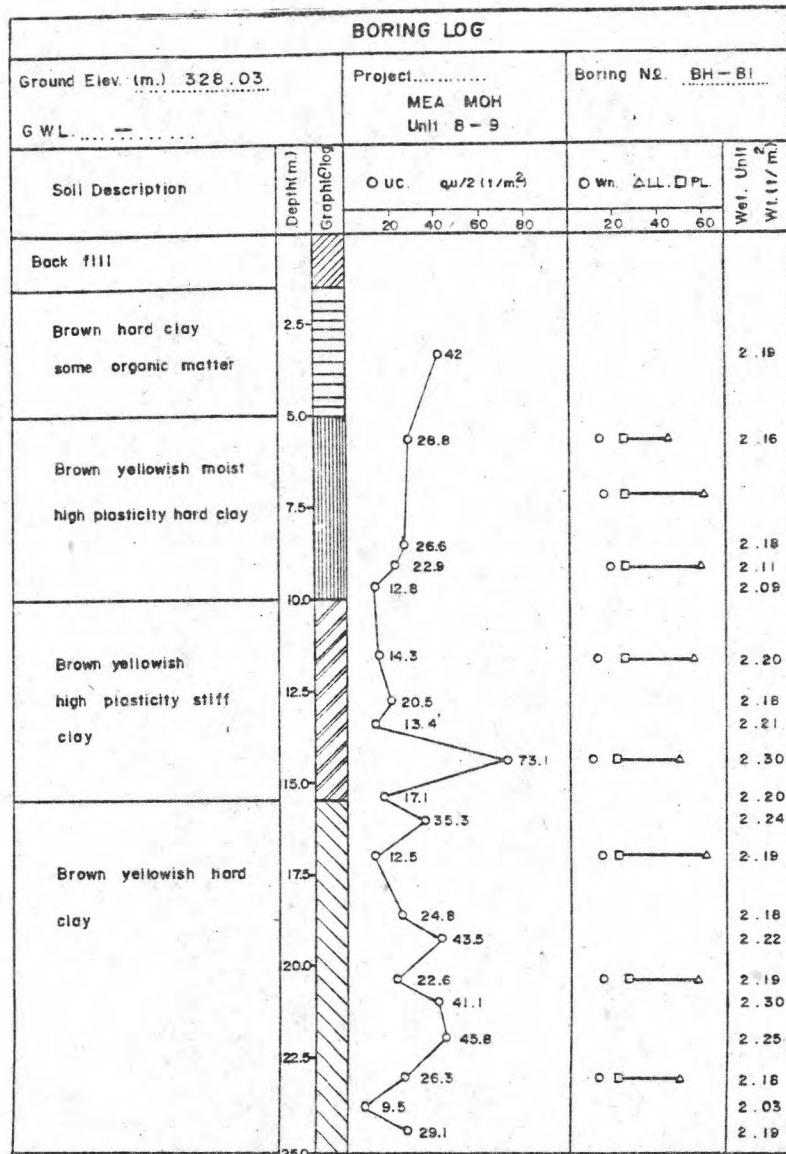 BORING LOG
Ground Elev. (m.) 328.03
G W L. ... — ...
Project...........
MEA MOH
Unit 8 - 9
Boring No. BH-81
Soil Description
Depth(m.)
Graphic log
O UC. qu/2 (t/m.2)
20 40 60 80
O Wn. △LL. □ PL.
20 40 60
Wet. Unit
Wt. (t/m.2)
Back fill
Brown hard clay
some organic matter
2.5
42
2.19
5.0
28.8
2.16
Brown yellowish moist
high plasticity hard clay
7.5
26.6
2.18
22.9
2.11
12.8
2.09
10.0
Brown yellowish
high plasticity stiff
clay
14.3
2.20
12.5
20.5
2.18
13.4
2.21
73.1
2.30
15.0
17.1
2.20
35.3
2.24
12.5
2.19
Brown yellowish hard
clay
17.5
24.8
2.18
43.5
2.22
20.0
22.6
2.19
41.1
2.30
45.8
2.25
22.5
26.3
2.18
9.5
2.03
29.1
2.19
25.0